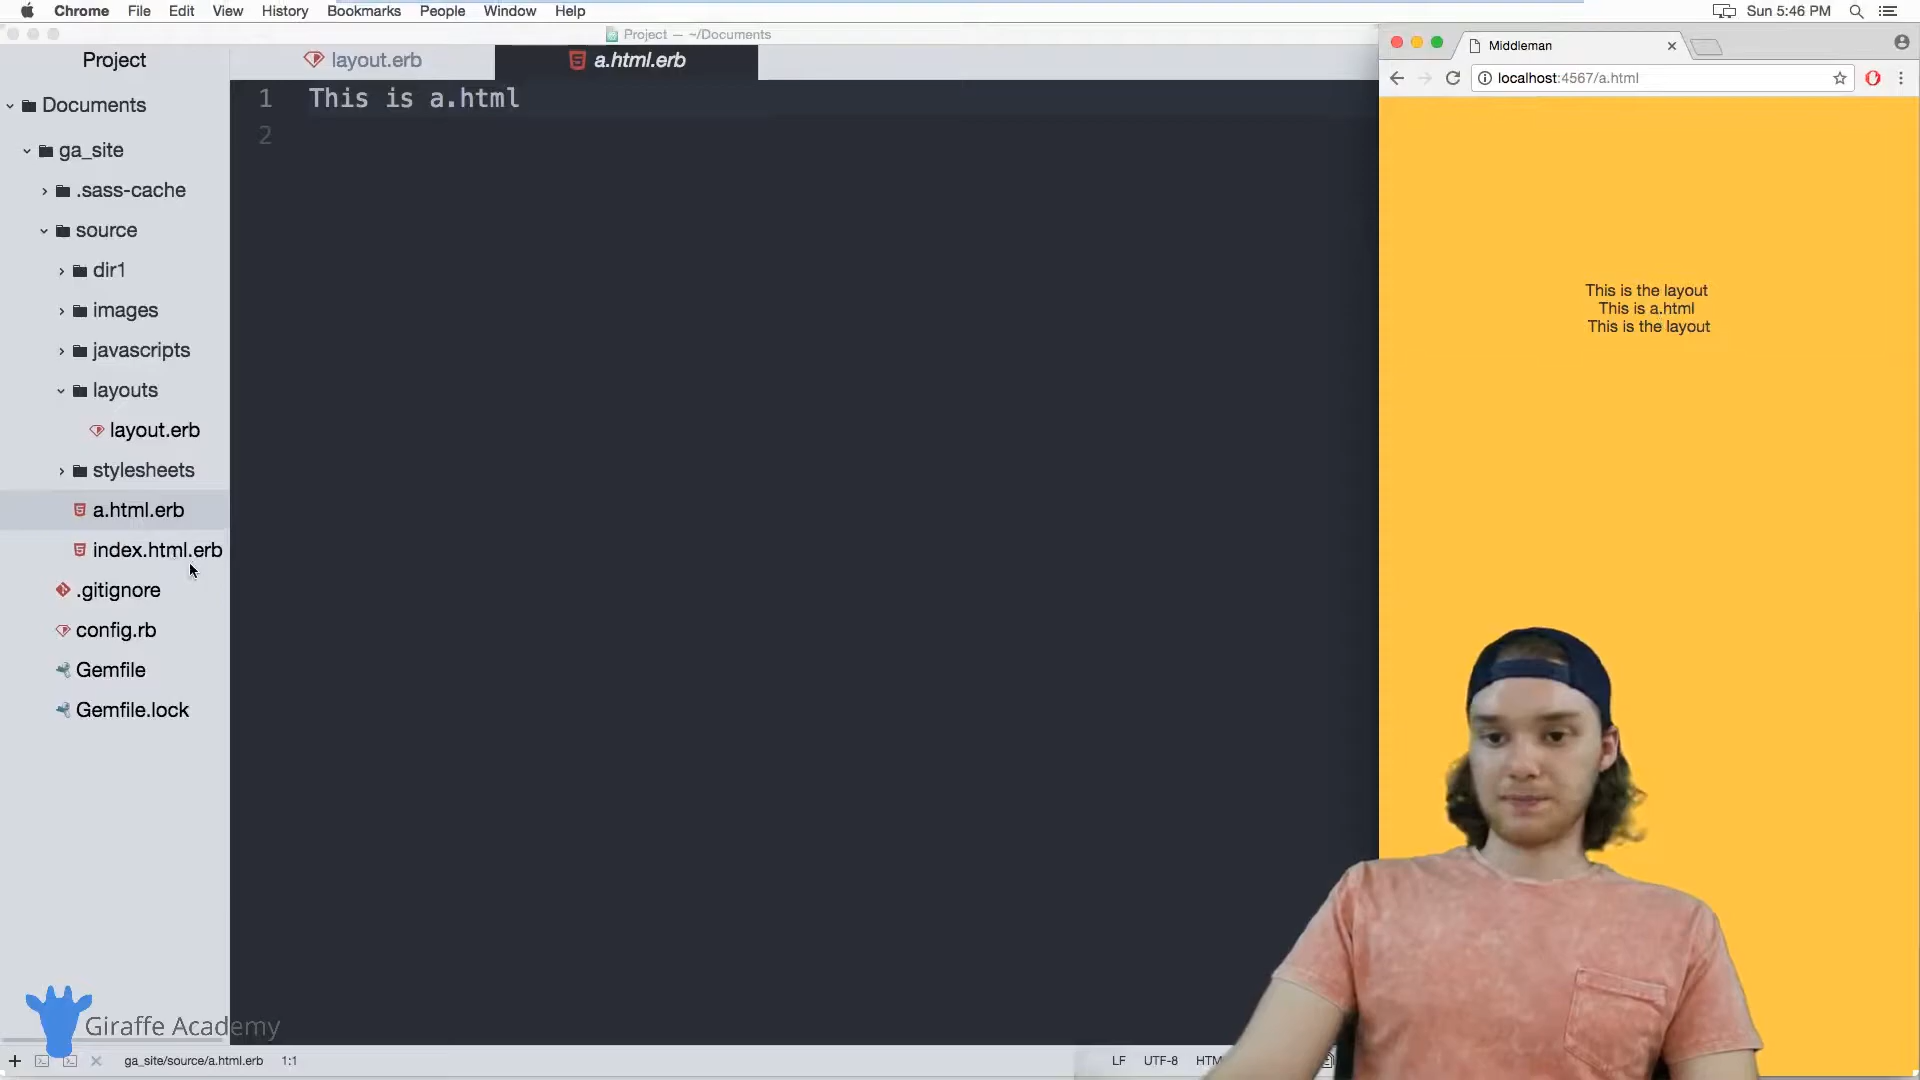 Chrome File Edit View History Bookmarks People Window Help
Sun 5:46 PM
Project — ~/Documents
Project
layout.erb
a.html.erb
Documents
ga_site
.sass-cache
source
dir1
images
javascripts
layouts
layout.erb
stylesheets
a.html.erb
index.html.erb
.gitignore
config.rb
Gemfile
Gemfile.lock
1 This is a.html
2
Middleman
localhost:4567/a.html
This is the layout
This is a.html
This is the layout
Giraffe Academy
ga_site/source/a.html.erb 1:1
LF UTF-8